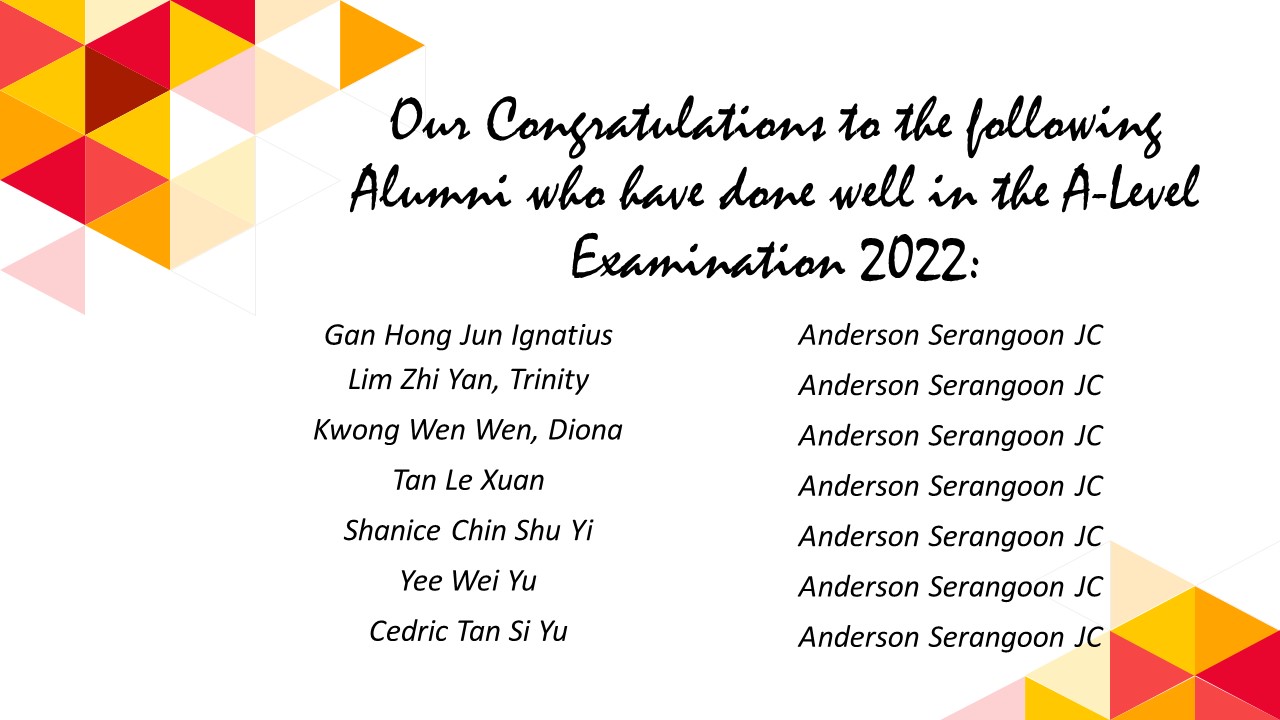 Our Congratulations to the following
Alumni who have done well in the A-Level
Examination 2022:
Gan Hong Jun Ignatius Anderson Serangoon JC
Lim Zhi Yan, Trinity Anderson Serangoon JC
Kwong Wen Wen, Diona Anderson Serangoon JC
Tan Le Xuan Anderson Serangoon JC
Shanice Chin Shu Yi Anderson Serangoon JC
Yee Wei Yu Anderson Serangoon JC
Cedric Tan Si Yu Anderson Serangoon JC